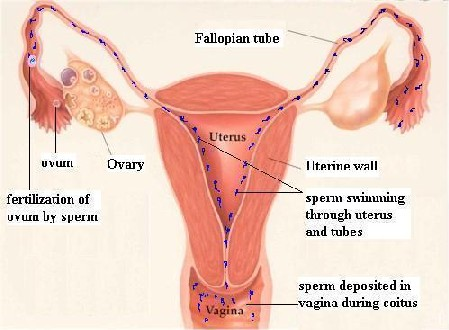 Fallopian tube
Uterus
ovum
Ovary
Uterine wall
fertilization of
ovum by sperm
sperm swimming
through uterus
and tubes
sperm deposited in
vagina during coitus
Vagina